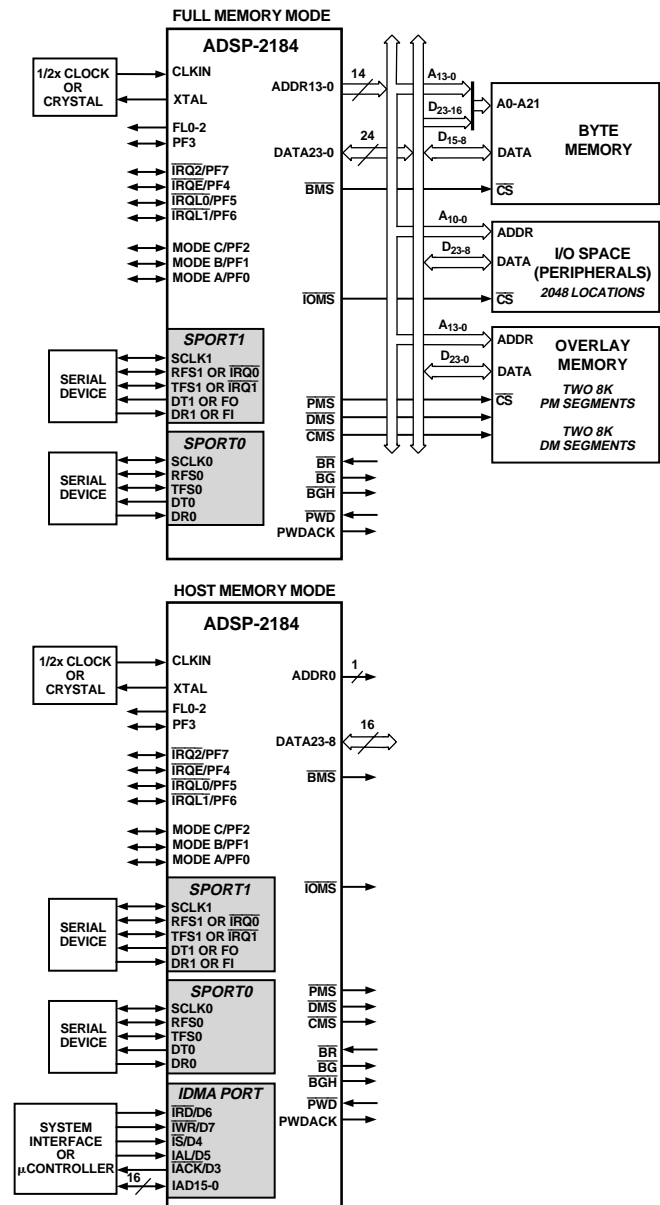 FULL MEMORY MODE
ADSP-2184
1/2x CLOCK
OR
CRYSTAL
CLKIN
XTAL
FL0-2
PF3
IRQ2/PF7
IRQE/PF4
IRQL0/PF5
IRQL1/PF6
MODE C/PF2
MODE B/PF1
MODE A/PF0
SPORT1
SERIAL
DEVICE
SCLK1
RFS1 OR IRQ0
TFS1 OR IRQ1
DT1 OR FO
DR1 OR FI
SPORT0
SERIAL
DEVICE
SCLK0
RFS0
TFS0
DT0
DR0
ADDR13-0
14
DATA23-0
24
BMS
IOMS
PMS
DMS
CMS
BR
BG
BGH
PWD
PWDACK
A13-0
D23-16
D15-8
A0-A21
DATA
CS
BYTE
MEMORY
A10-0
D23-8
ADDR
DATA
CS
I/O SPACE
(PERIPHERALS)
2048 LOCATIONS
A13-0
D23-0
ADDR
DATA
CS
OVERLAY
MEMORY
TWO 8K
PM SEGMENTS
TWO 8K
DM SEGMENTS
HOST MEMORY MODE
ADSP-2184
1/2x CLOCK
OR
CRYSTAL
CLKIN
XTAL
FL0-2
PF3
IRQ2/PF7
IRQE/PF4
IRQL0/PF5
IRQL1/PF6
MODE C/PF2
MODE B/PF1
MODE A/PF0
SPORT1
SERIAL
DEVICE
SCLK1
RFS1 OR IRQ0
TFS1 OR IRQ1
DT1 OR FO
DR1 OR FI
SPORT0
SERIAL
DEVICE
SCLK0
RFS0
TFS0
DT0
DR0
IDMA PORT
SYSTEM
INTERFACE
OR
μCONTROLLER
IRD/D6
IWR/D7
IS/D4
IAL/D5
IACK/D3
IAD15-0
16
ADDR0
1
DATA23-8
16
BMS
IOMS
PMS
DMS
CMS
BR
BG
BGH
PWD
PWDACK